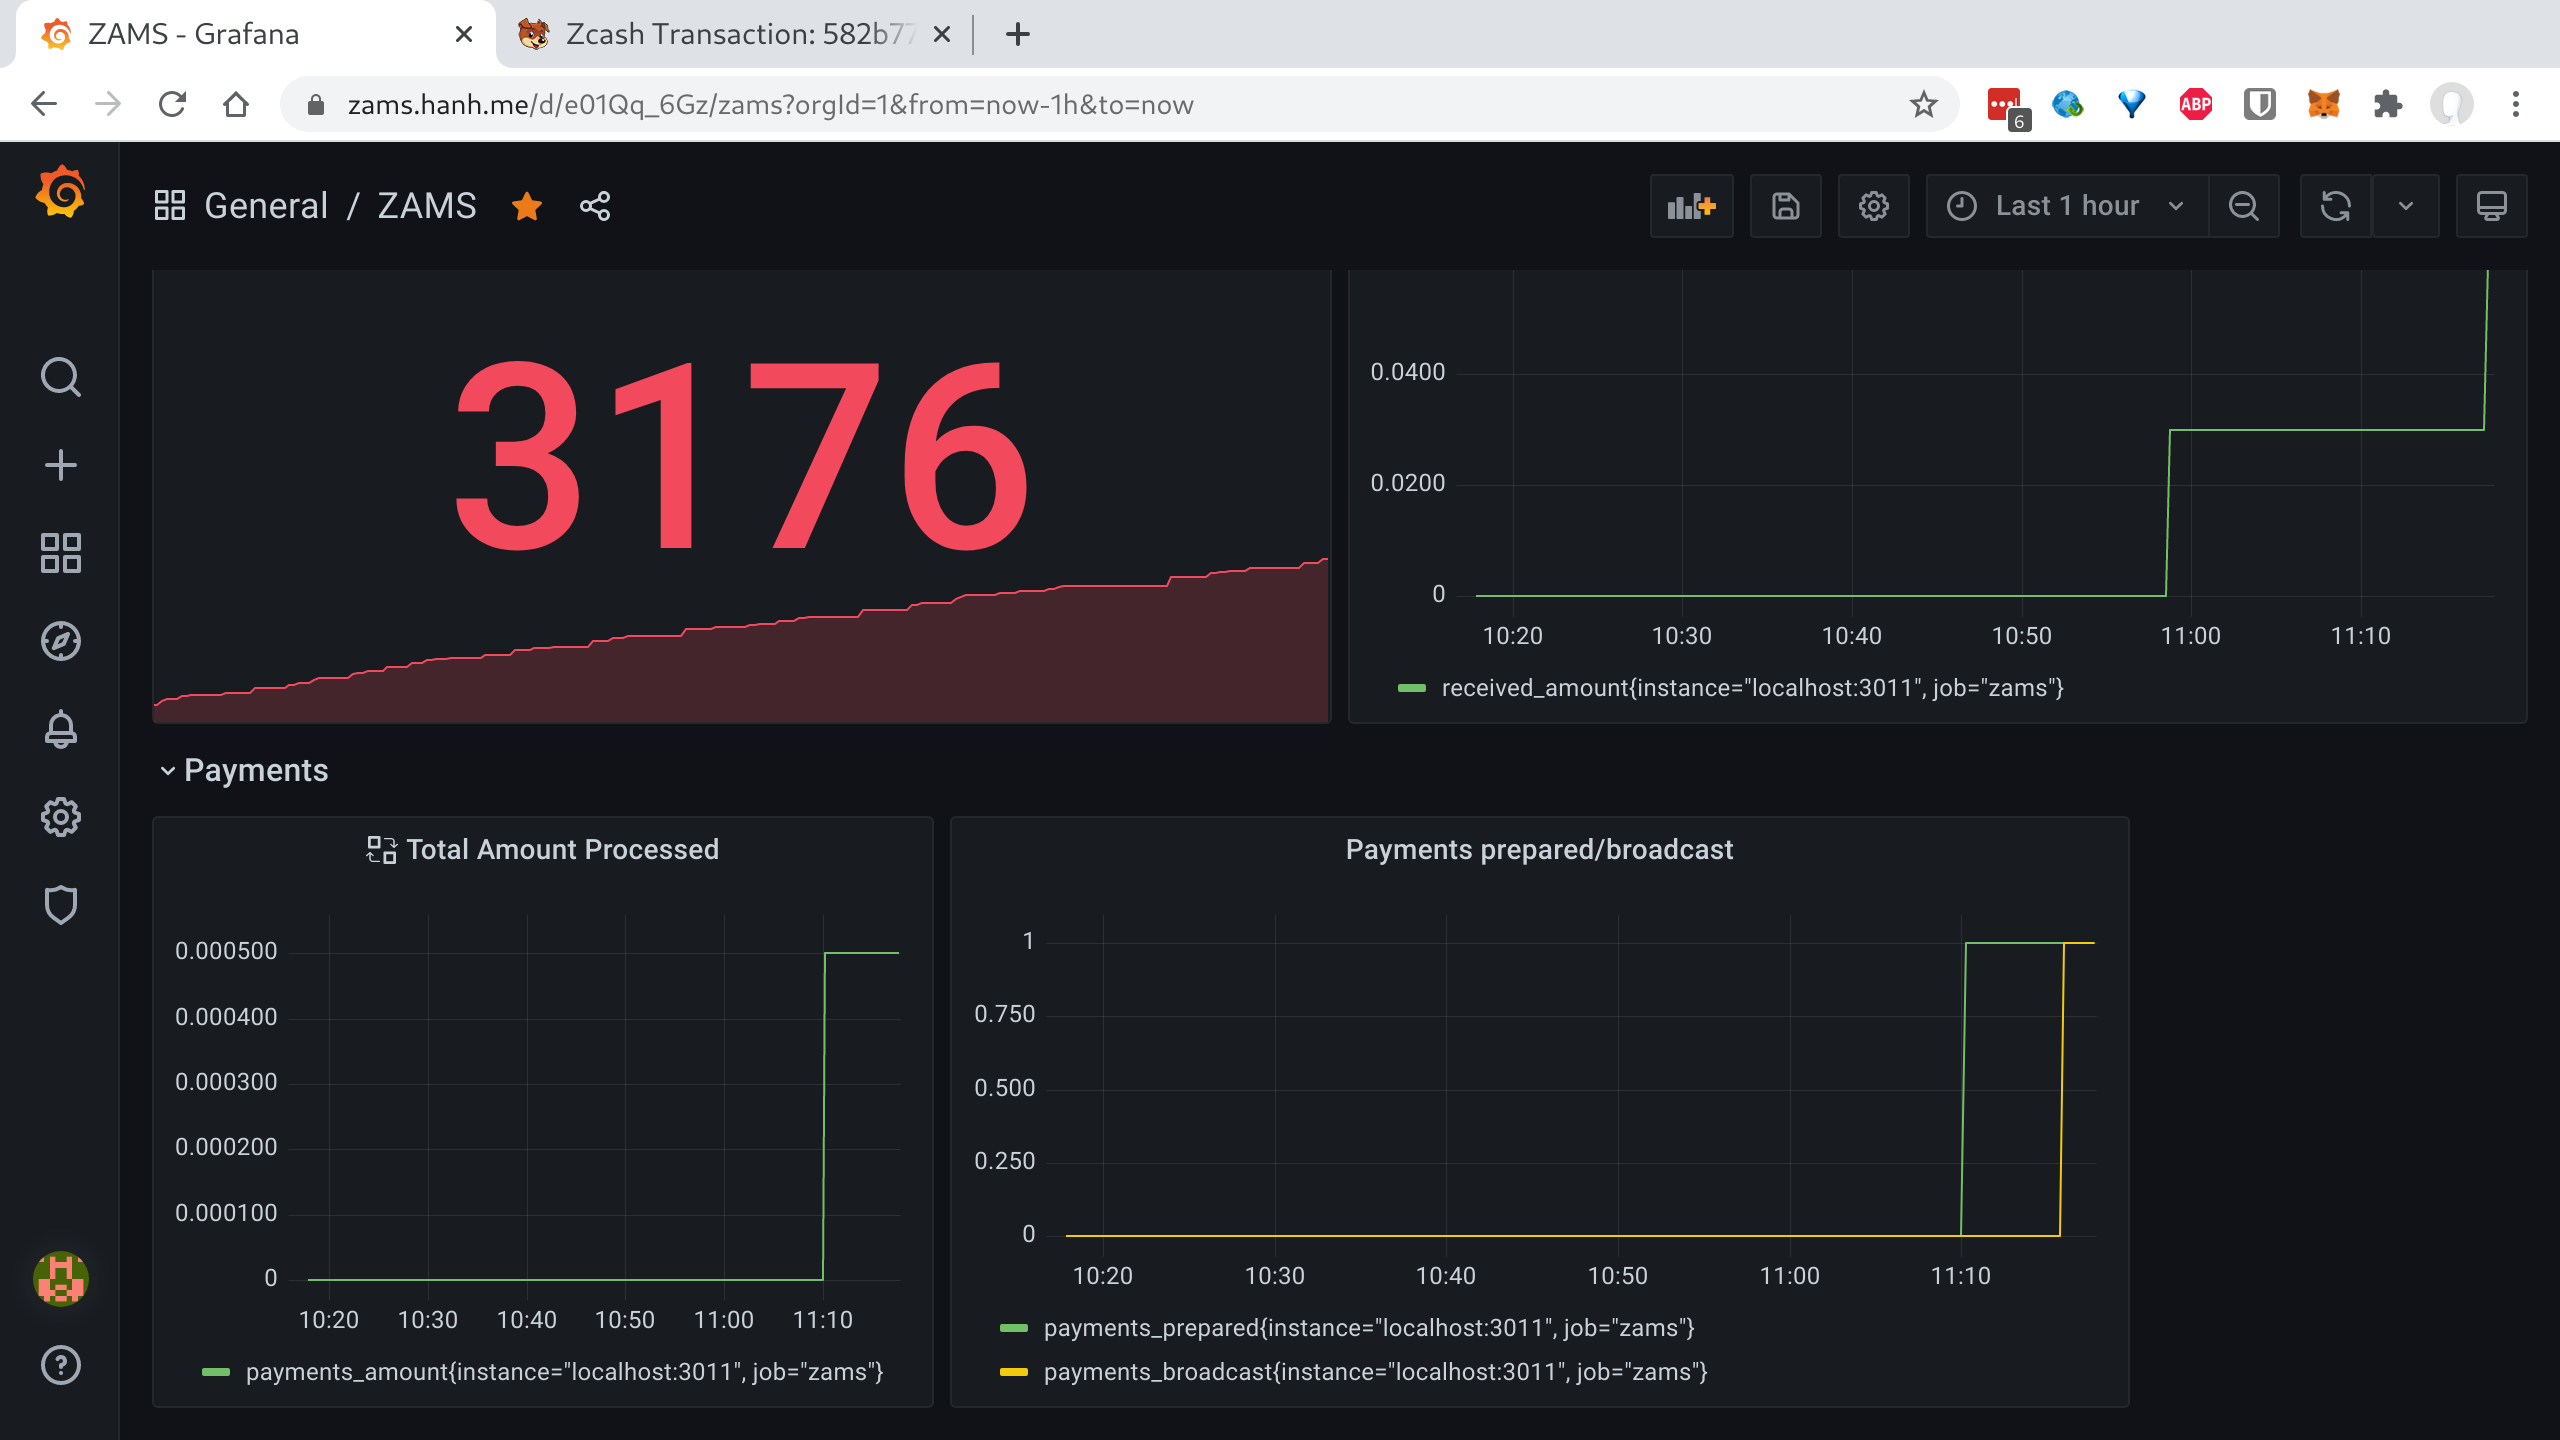 ZAMS - Grafana
Zcash Transaction: 582b77
zams.hanh.me/d/e01Qq_6Gz/zams?orgId=1&from=now-1h&to=now
6
ABP
General / ZAMS
Last 1 hour
3176
0.0400
0.0200
0
10:20 10:30 10:40 10:50 11:00 11:10
received_amount{instance="localhost:3011", job="zams"}
Payments
Total Amount Processed
0.000500
0.000400
0.000300
0.000200
0.000100
0
10:20 10:30 10:40 10:50 11:00 11:10
payments_amount{instance="localhost:3011", job="zams"}
Payments prepared/broadcast
1
0.750
0.500
0.250
0
10:20 10:30 10:40 10:50 11:00 11:10
payments_prepared{instance="localhost:3011", job="zams"}
payments_broadcast{instance="localhost:3011", job="zams"}